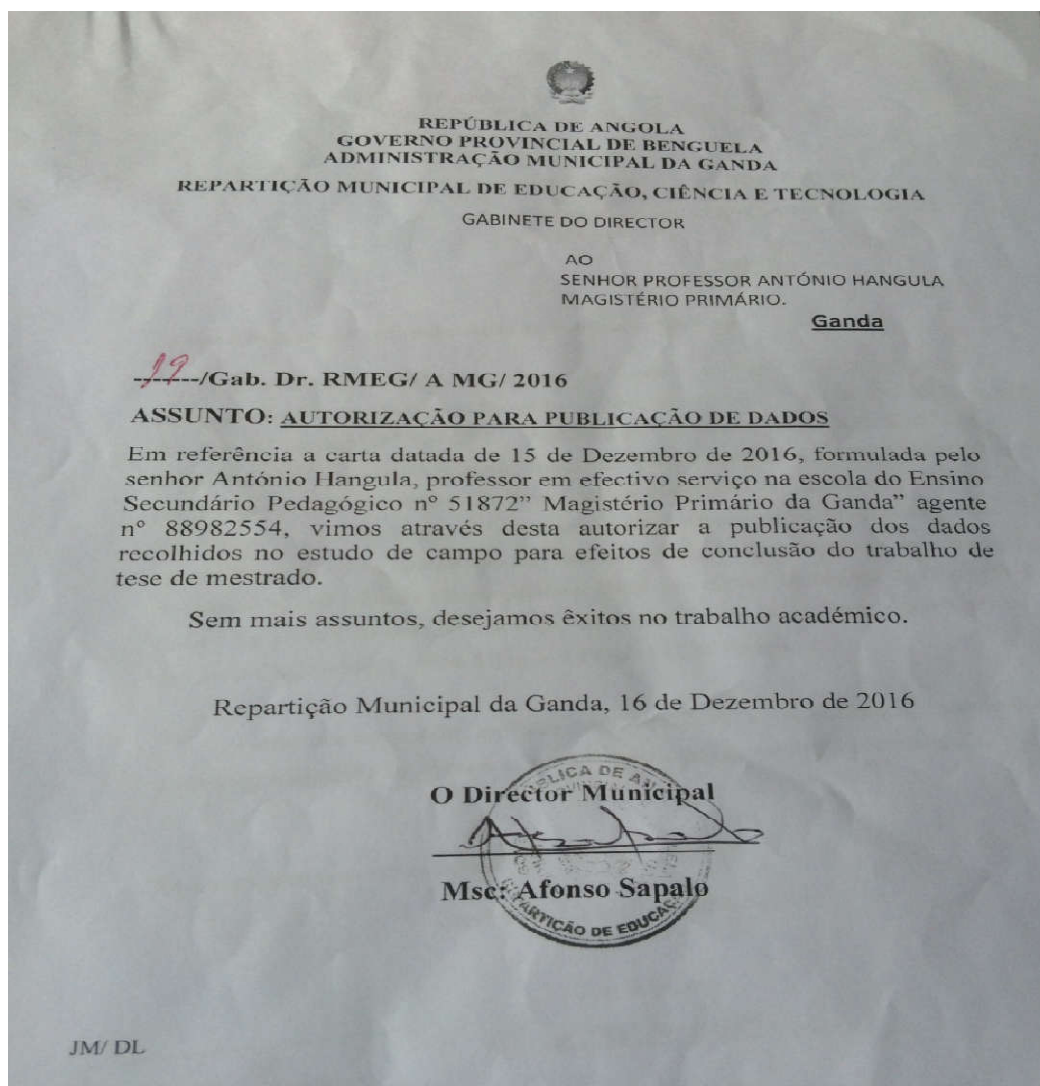 REPÚBLICA DE ANGOLA
GOVERNO PROVINCIAL DE BENGUELA
ADMINISTRAÇÃO MUNICIPAL DA GANDA
REPARTIÇÃO MUNICIPAL DE EDUCAÇÃO, CIÊNCIA E TECNOLOGIA
GABINETE DO DIRECTOR
AO
SENHOR PROFESSOR ANTÓNIO HANGULA
MAGISTÉRIO PRIMÁRIO.
Ganda
-------/Gab. Dr. RMEG/ A MG/ 2016
ASSUNTO: AUTORIZAÇÃO PARA PUBLICAÇÃO DE DADOS
Em referência a carta datada de 15 de Dezembro de 2016, formulada pelo
senhor António Hangula, professor em efectivo serviço na escola do Ensino
Secundário Pedagógico nº 51872” Magistério Primário da Ganda” agente
nº 88982554, vimos através desta autorizar a publicação dos dados
recolhidos no estudo de campo para efeitos de conclusão do trabalho de
tese de mestrado.
Sem mais assuntos, desejamos êxitos no trabalho académico.
Repartição Municipal da Ganda, 16 de Dezembro de 2016
O Director Municipal
Msc: Afonso Sapalo
JM/ DL